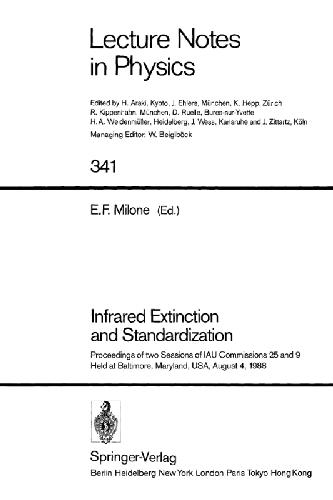 Lecture Notes
in Physics
Edited by H. Araki, Kyoto, J. Ehlers, München, K. Hepp, Zürich
R. Kippenhahn, München, D. Ruelle, Bures-sur-Yvette
H. A. Weidenmüller, Heidelberg, J. Wess, Karlsruhe and J. Zittartz, Köln
Managing Editor: W. Beiglböck
341
E.F. Milone (Ed.)
Infrared Extinction
and Standardization
Proceedings of two Sessions of IAU Commissions 25 and 9
Held at Baltimore, Maryland, USA, August 4, 1988
Springer-Verlag
Berlin Heidelberg New York London Paris Tokyo Hong Kong